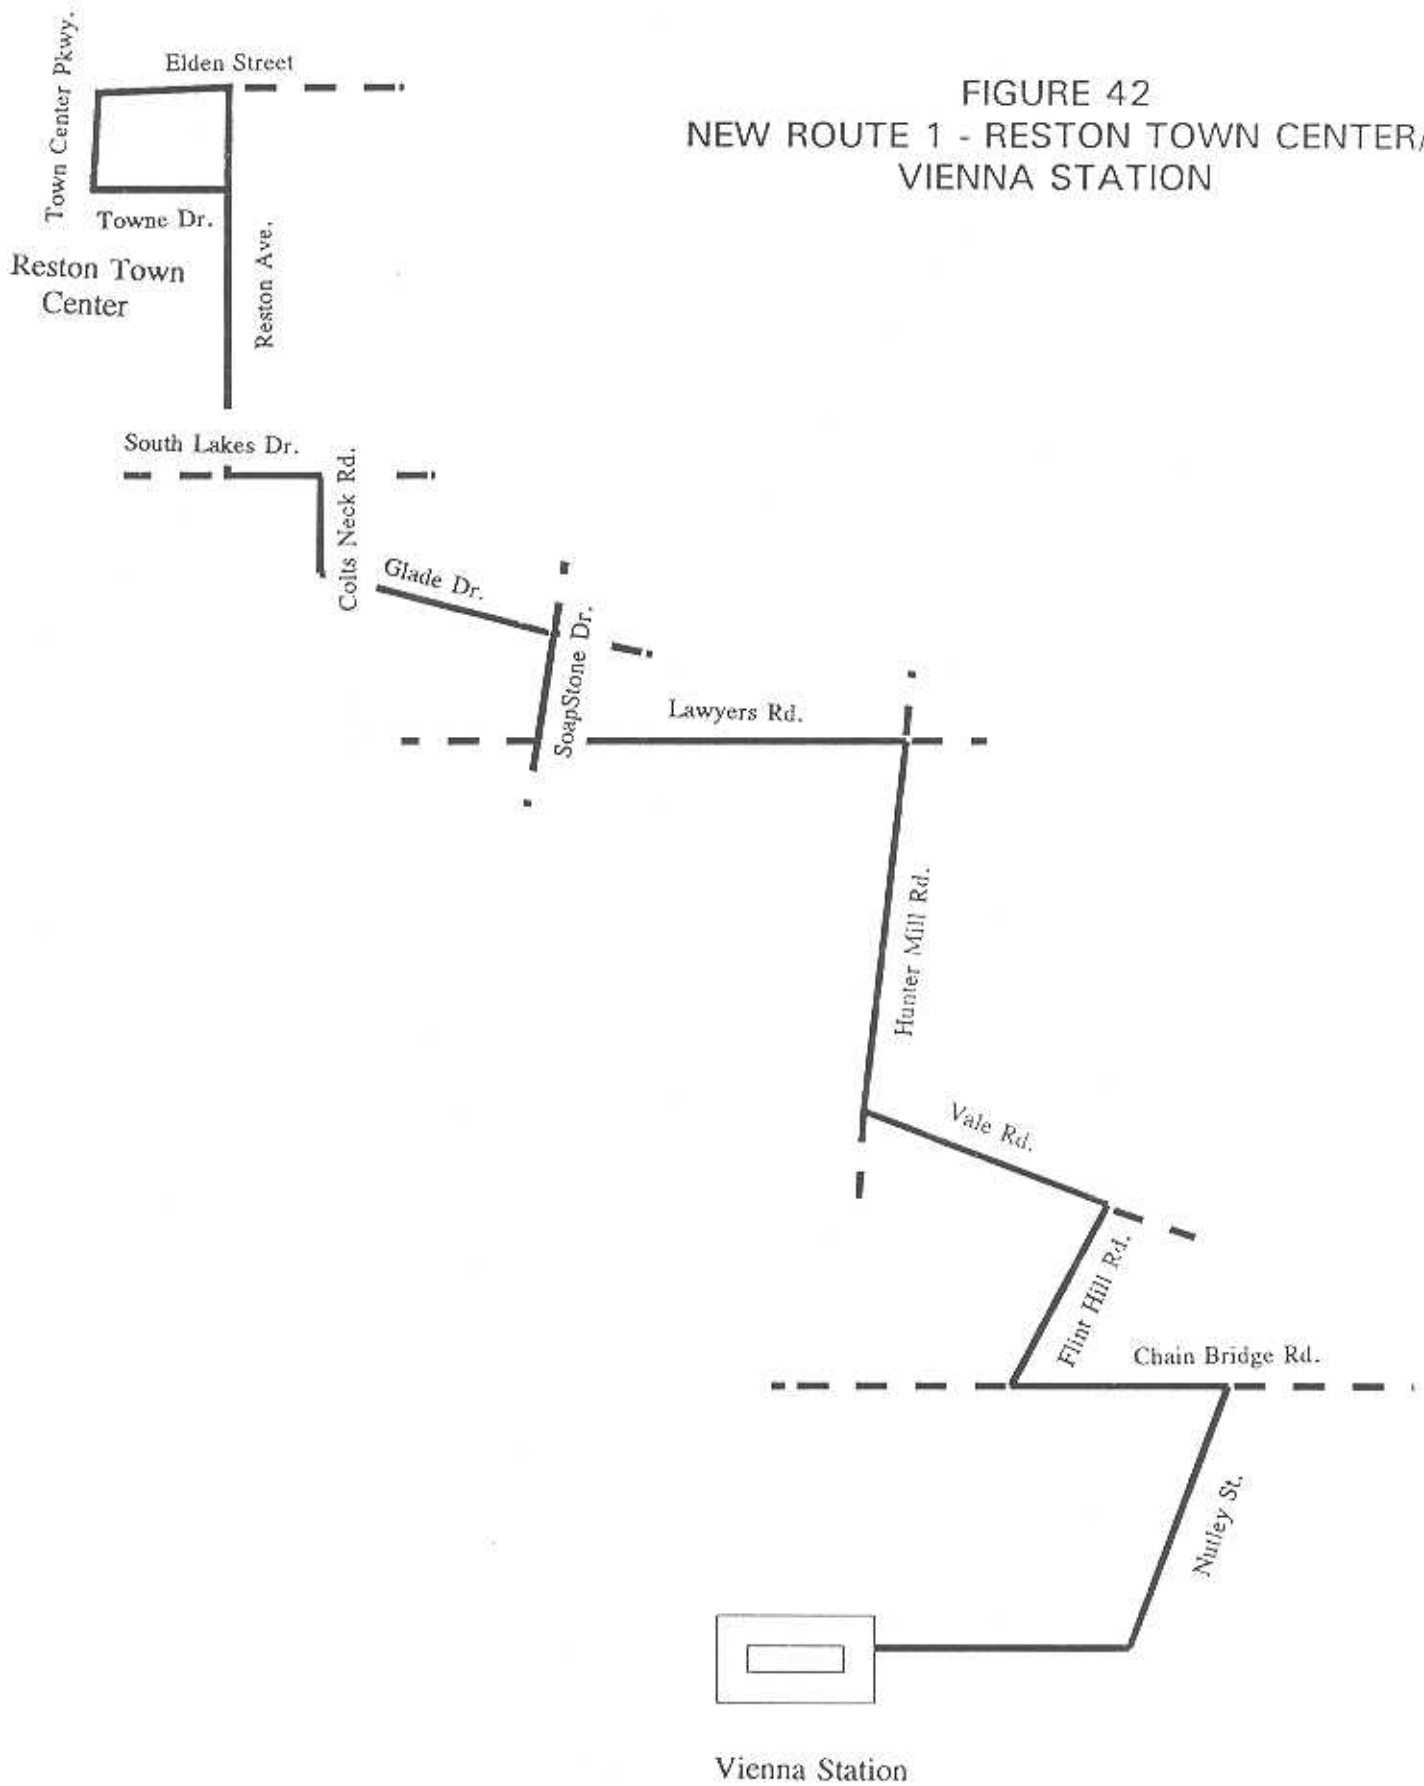 Town Center Pkwy.
Elden Street
FIGURE 42
NEW ROUTE 1 - RESTON TOWN CENTER/
VIENNA STATION
Towne Dr.
Reston Ave.
Reston Town
Center
South Lakes Dr.
Colts Neck Rd.
Glade Dr.
SoapStone Dr.
Lawyers Rd.
Hunter Mill Rd.
Vale Rd.
Flint Hill Rd.
Chain Bridge Rd.
Nutley St.
Vienna Station